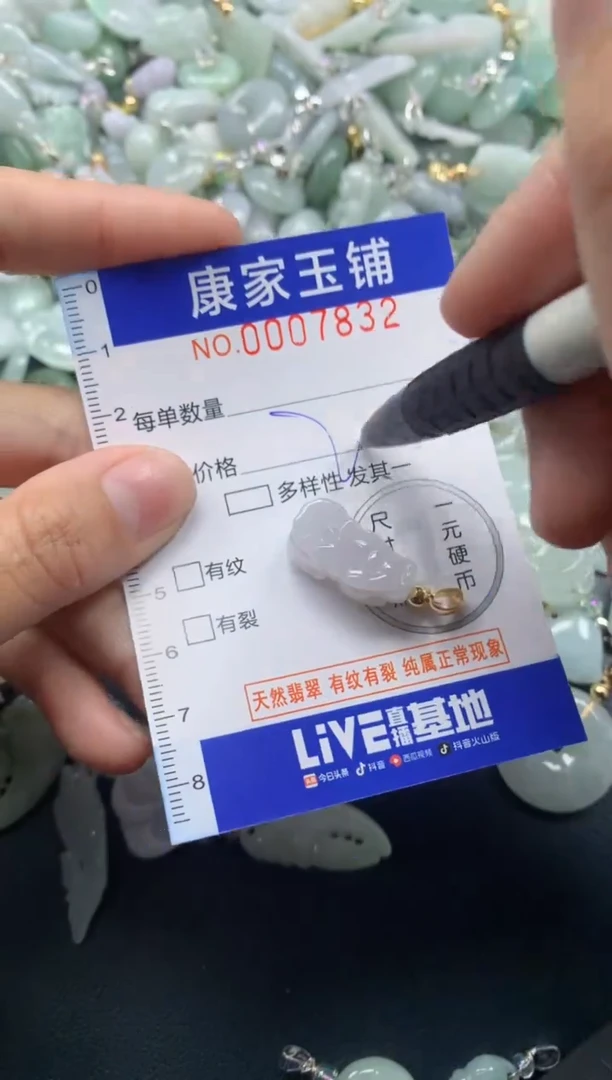 康家玉铺
NO.0007832
0
1
2
每单数量
价格
多样性 发其一
尺
一元硬币
5
有纹
6
有裂
天然翡翠 有纹有裂 纯属正常现象
7
LiVE直播基地
8
今日头条 抖音 西瓜视频 抖音火山版